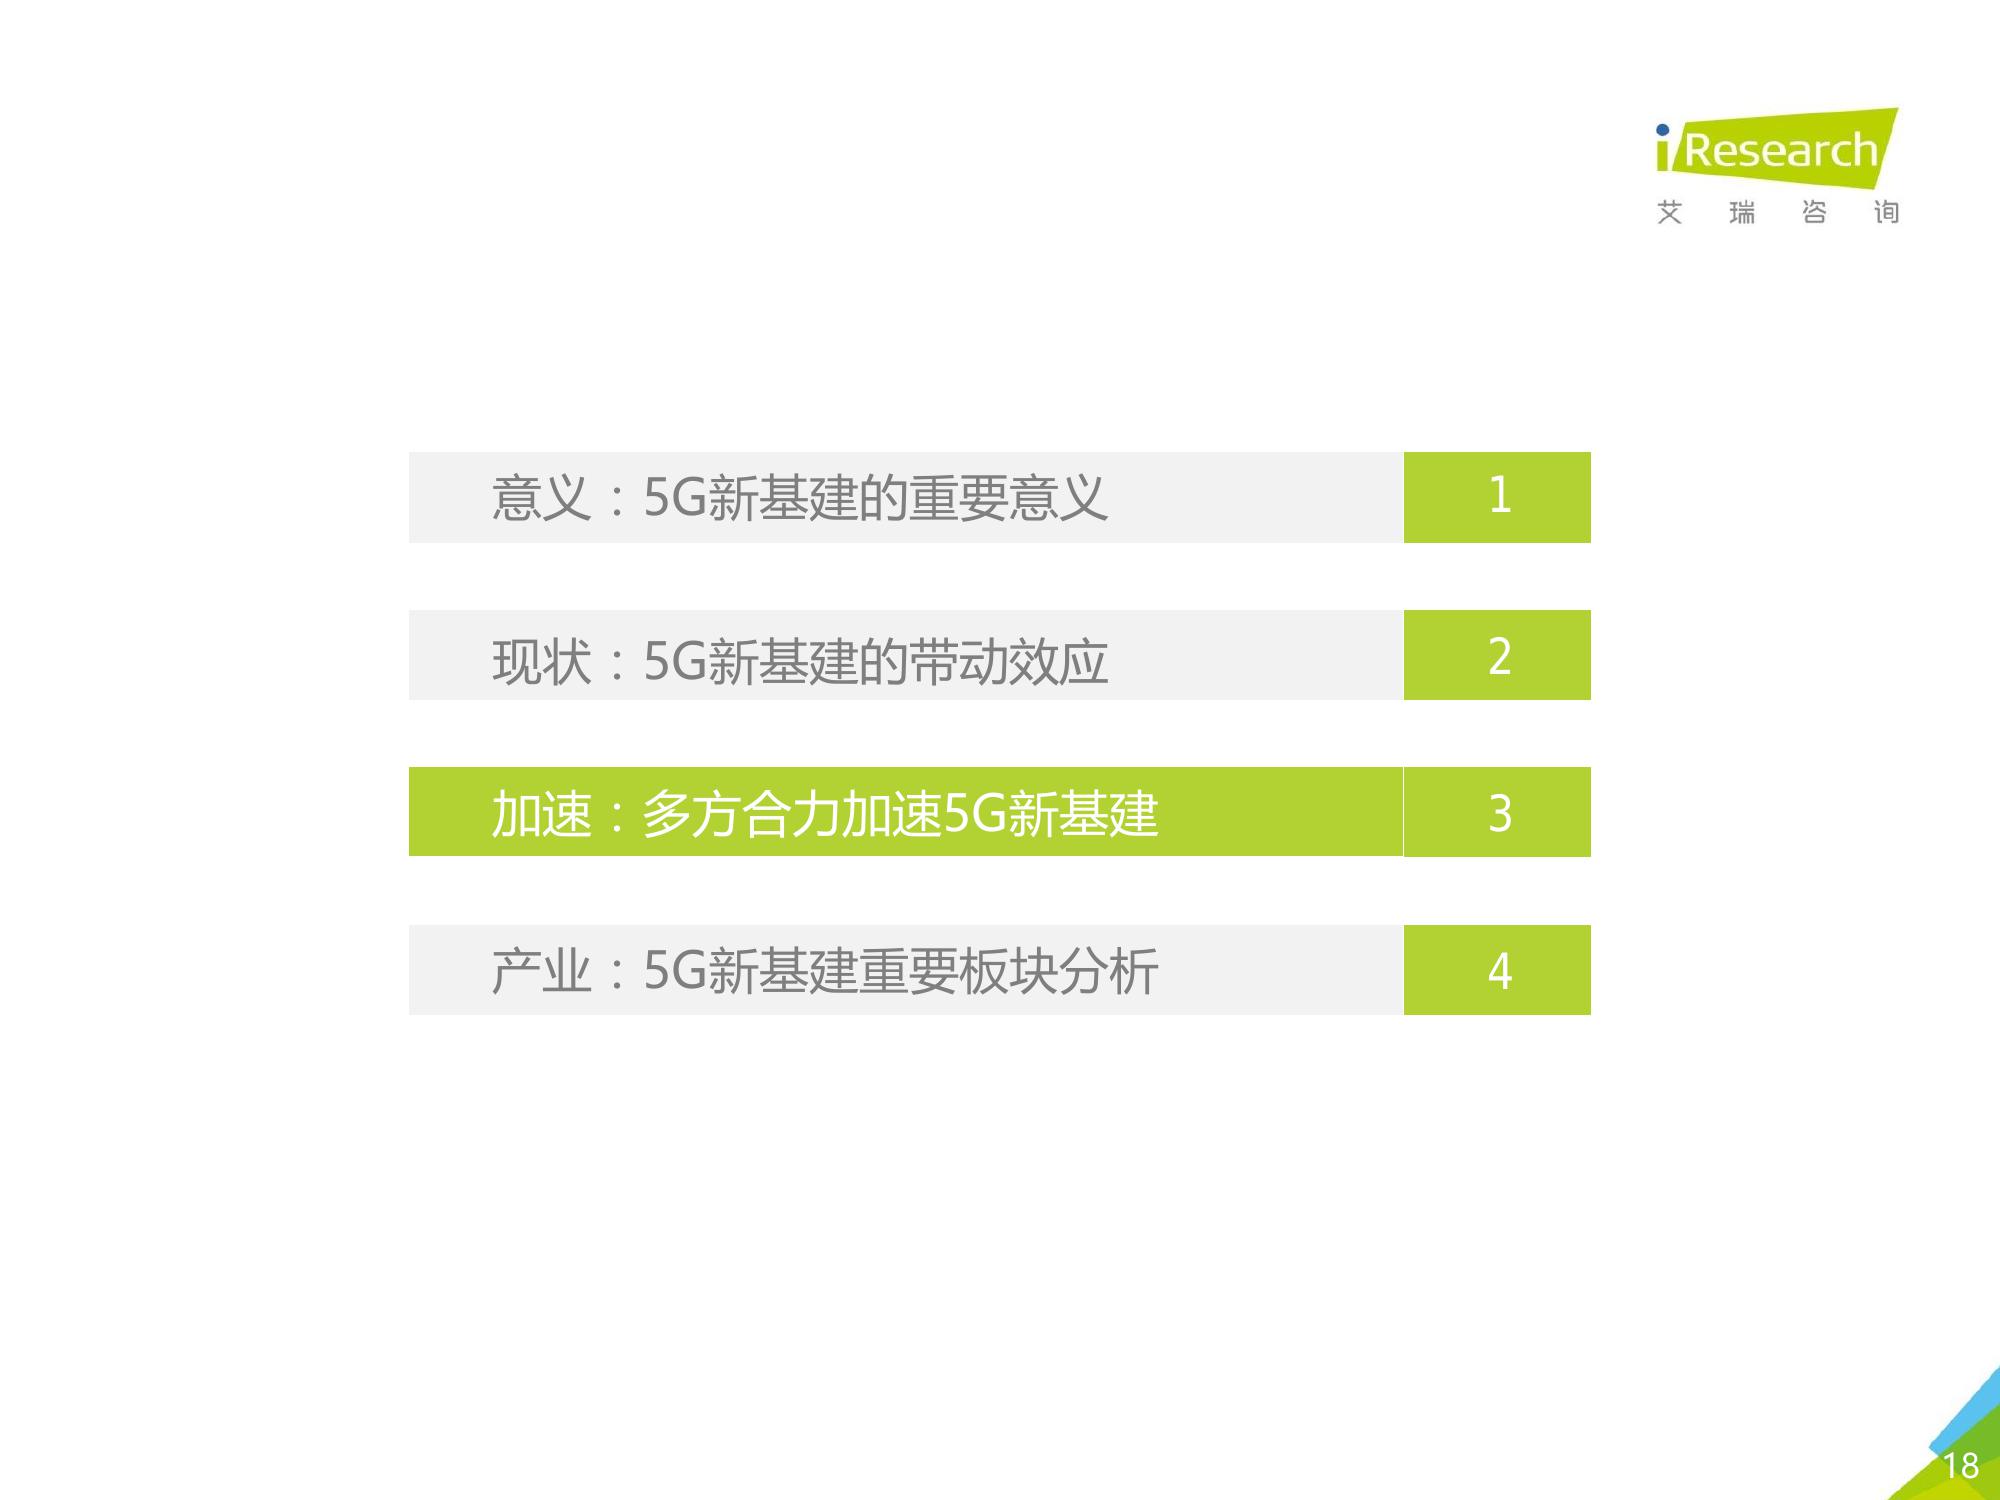 iResearch
艾瑞咨询
意义：5G新基建的重要意义 1
现状：5G新基建的带动效应 2
加速：多方合力加速5G新基建 3
产业：5G新基建重要板块分析 4
18